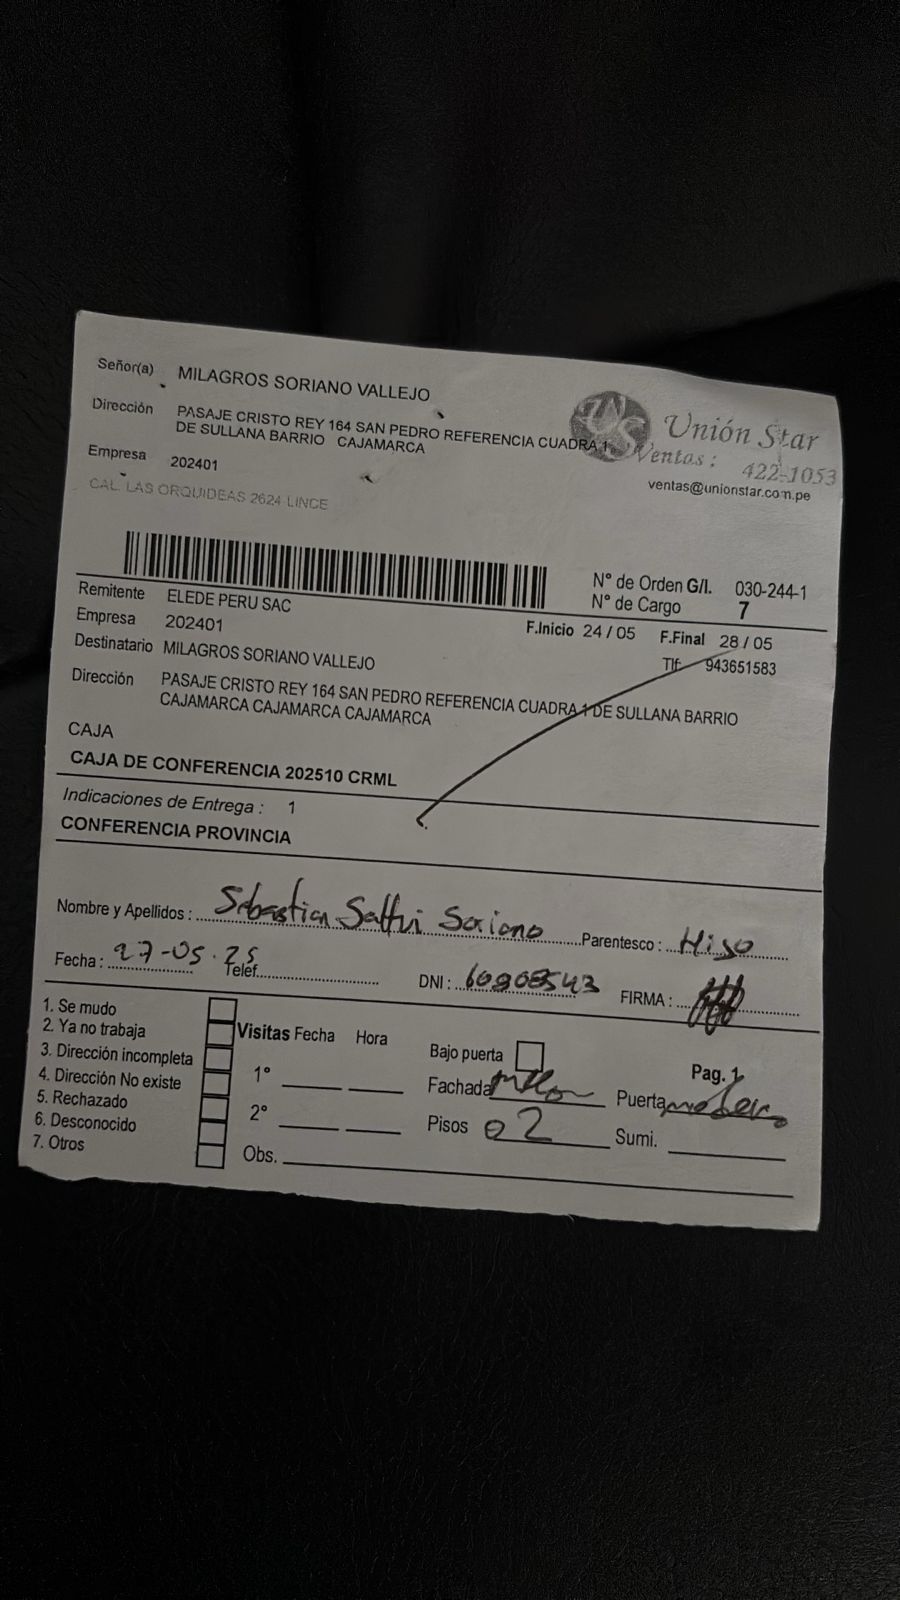 Señor(a) MILAGROS SORIANO VALLEJO
Dirección PASAJE CRISTO REY 164 SAN PEDRO REFERENCIA CUADRA 1
DE SULLANA BARRIO CAJAMARCA
Empresa 202401
CAL. LAS ORQUIDEAS 2624 LINCE
Unión Star
Ventas: 422-1053
ventas@unionstar.com.pe
N° de Orden G/I. 030-244-1
N° de Cargo 7
Remitente ELEDE PERU SAC
Empresa 202401
F.Inicio 24 / 05 F.Final 28 / 05
Destinatario MILAGROS SORIANO VALLEJO
Tlf. 943651583
Dirección PASAJE CRISTO REY 164 SAN PEDRO REFERENCIA CUADRA 1 DE SULLANA BARRIO
CAJAMARCA CAJAMARCA CAJAMARCA
CAJA
CAJA DE CONFERENCIA 202510 CRML
Indicaciones de Entrega : 1
CONFERENCIA PROVINCIA
Nombre y Apellidos : Sebastian Soriano Parentesco : Hijo
Fecha : 27-05-25 Telef. DNI : 60908543 FIRMA :
1. Se mudo
2. Ya no trabaja
3. Dirección incompleta
4. Dirección No existe
5. Rechazado
6. Desconocido
7. Otros
Visitas Fecha Hora
1°
2°
Obs.
Bajo puerta
Pag. 1
Fachada Puerta
Pisos 02 Sumi.